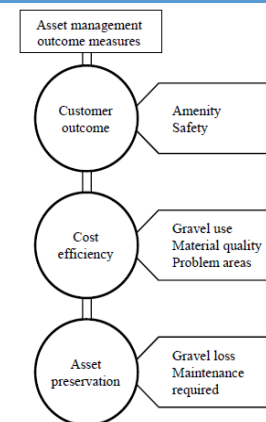 Asset management
outcome measures
Customer
outcome
Amenity
Safety
Cost
efficiency
Gravel use
Material quality
Problem areas
Asset
preservation
Gravel loss
Maintenance
required